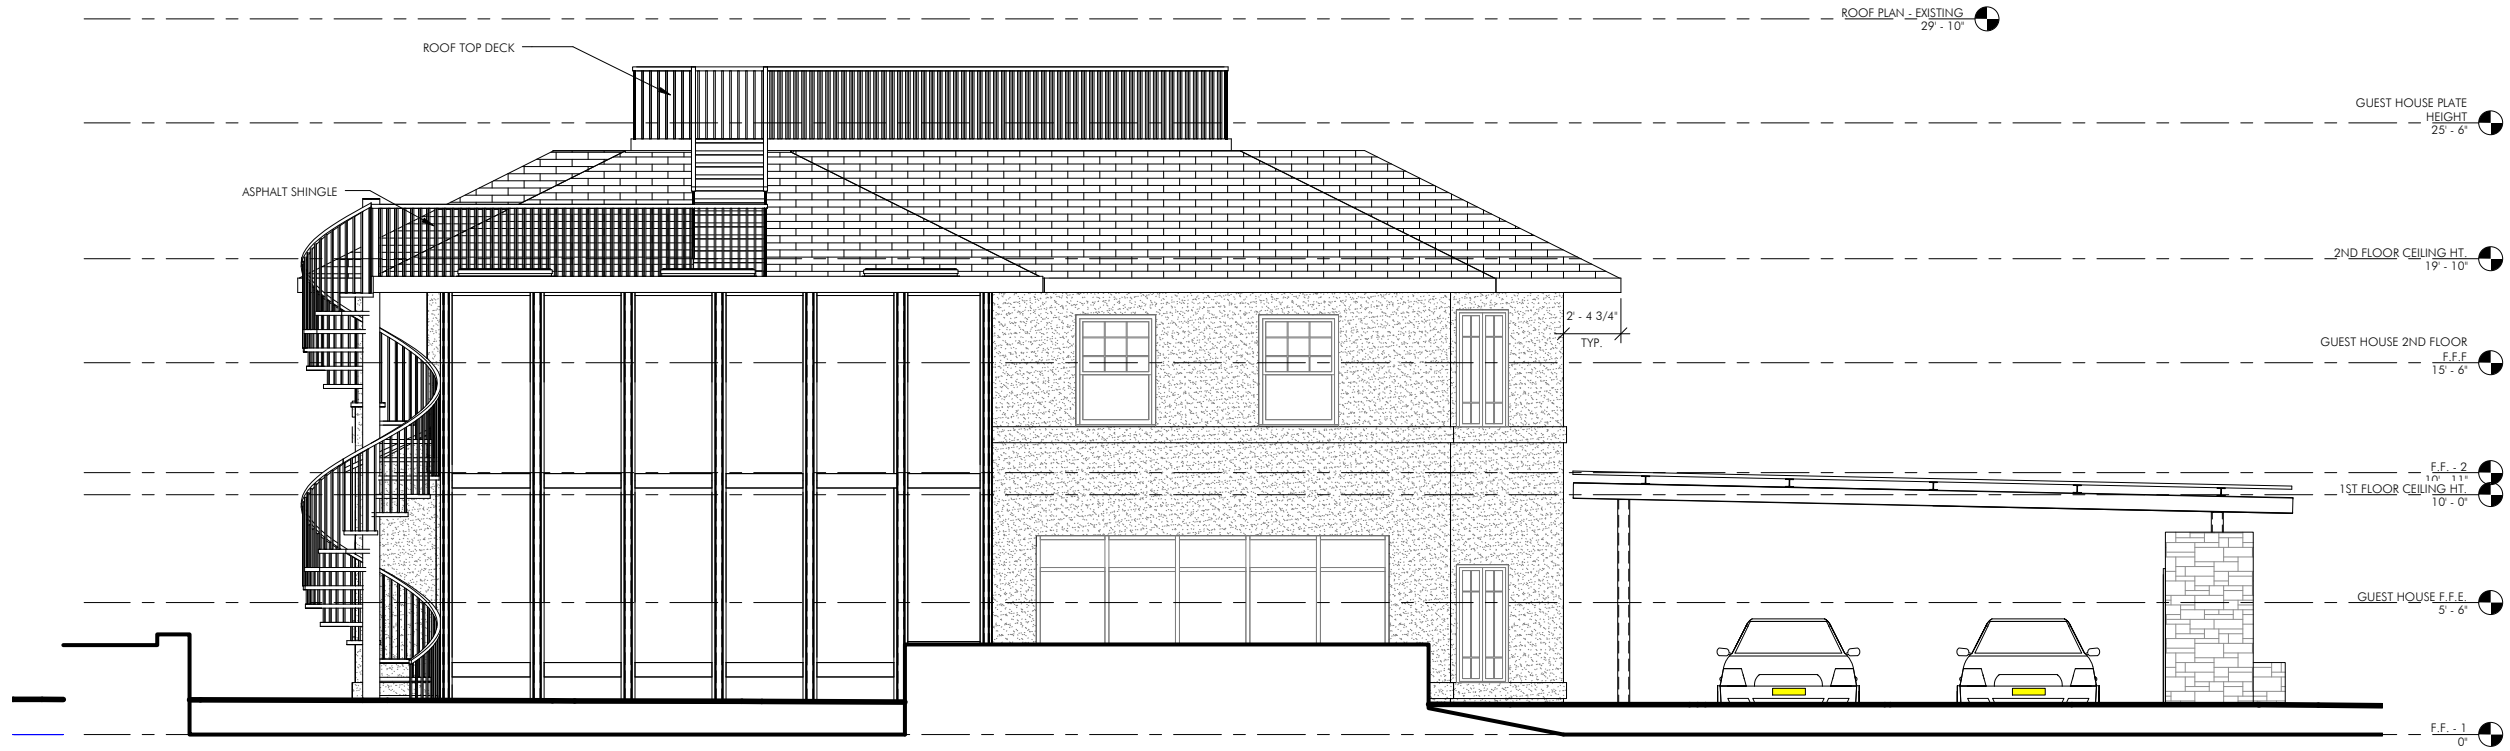 ROOF PLAN - EXISTING
29' - 10"
ROOF TOP DECK
GUEST HOUSE PLATE
HEIGHT
25' - 6"
ASPHALT SHINGLE
2ND FLOOR CEILING HT.
19' - 10"
2' - 4 3/4"
TYP.
GUEST HOUSE 2ND FLOOR
F.F.F
15' - 6"
F.F. - 2
10' - 11"
1ST FLOOR CEILING HT.
10' - 0"
GUEST HOUSE F.F.E.
5' - 6"
F.F. - 1
0"